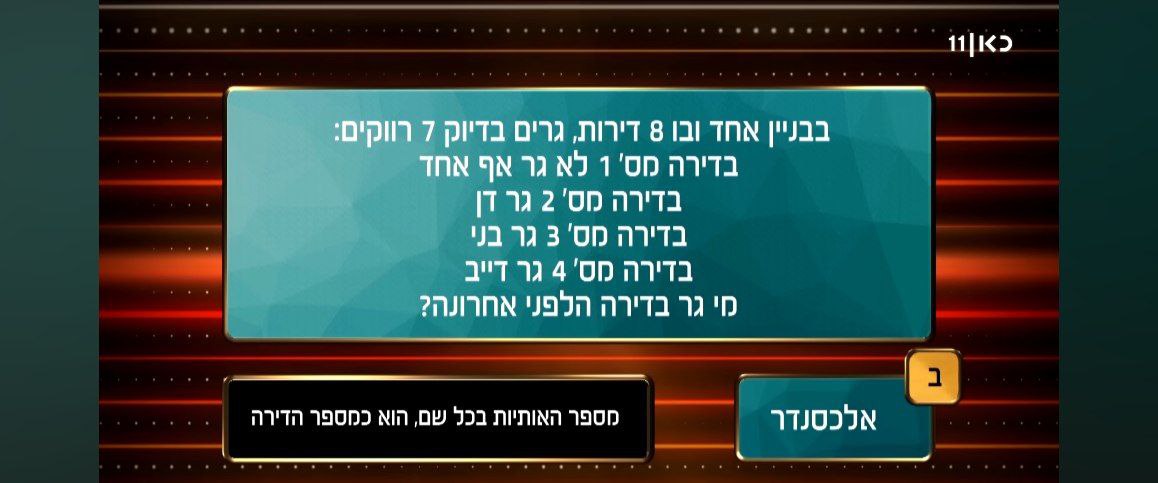 כאן|11
בבניין אחד ובו 8 דירות, גרים בדיוק 7 רווקים:
בדירה מס' 1 לא גר אף אחד
בדירה מס' 2 גר דן
בדירה מס' 3 גר בני
בדירה מס' 4 גר דייב
מי גר בדירה הלפני אחרונה?
ב
אלכסנדר
מספר האותיות בכל שם, הוא כמספר הדירה